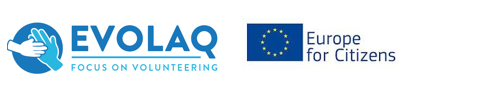 EVOLAQ
FOCUS ON VOLUNTEERING
Europe
for Citizens